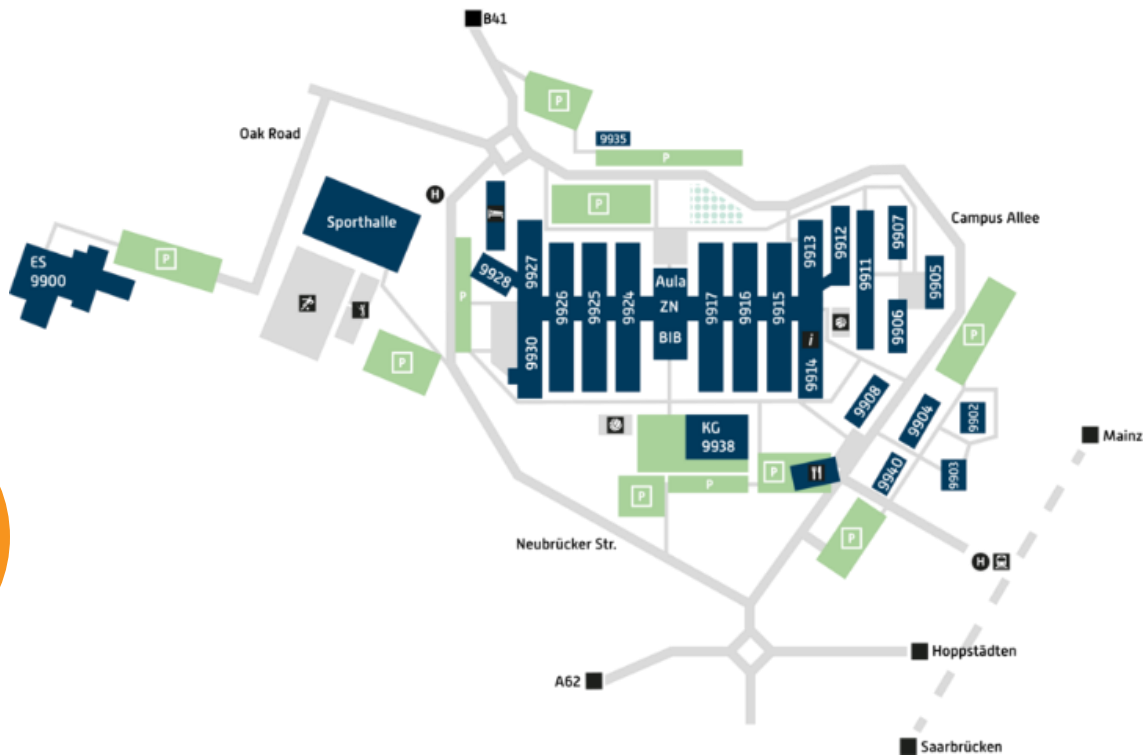 B41
P
9935
P
Oak Road
H
P
Sporthalle
Campus Allee
ES
9900
P
P
9928
9927
9930
9926
9925
9924
Aula
ZN
BIB
9917
9916
9915
9913
i
9914
9912
9911
9907
9905
9906
P
P
9908
9904
9902
9903
9940
KG
9938
P
P
P
P
Mainz
Neubrücker Str.
H
Hoppstädten
A62
Saarbrücken